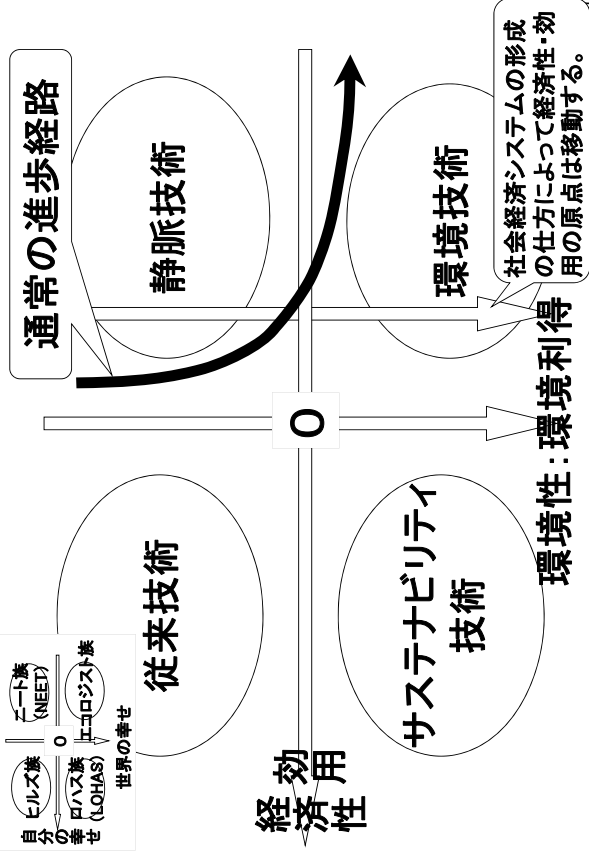 通常の進歩経路
静脈技術
環境技術
社会経済システムの形成
の仕方によって経済性・効
用の原点は移動する。
0
環境性:環境利得
従来技術
サステナビリティ
技術
経済性
効用
ニート族
(NEET)
エコロジスト族
0
世界の幸せ
ヒルズ族
ロハス族
(LOHAS)
自分の幸せ